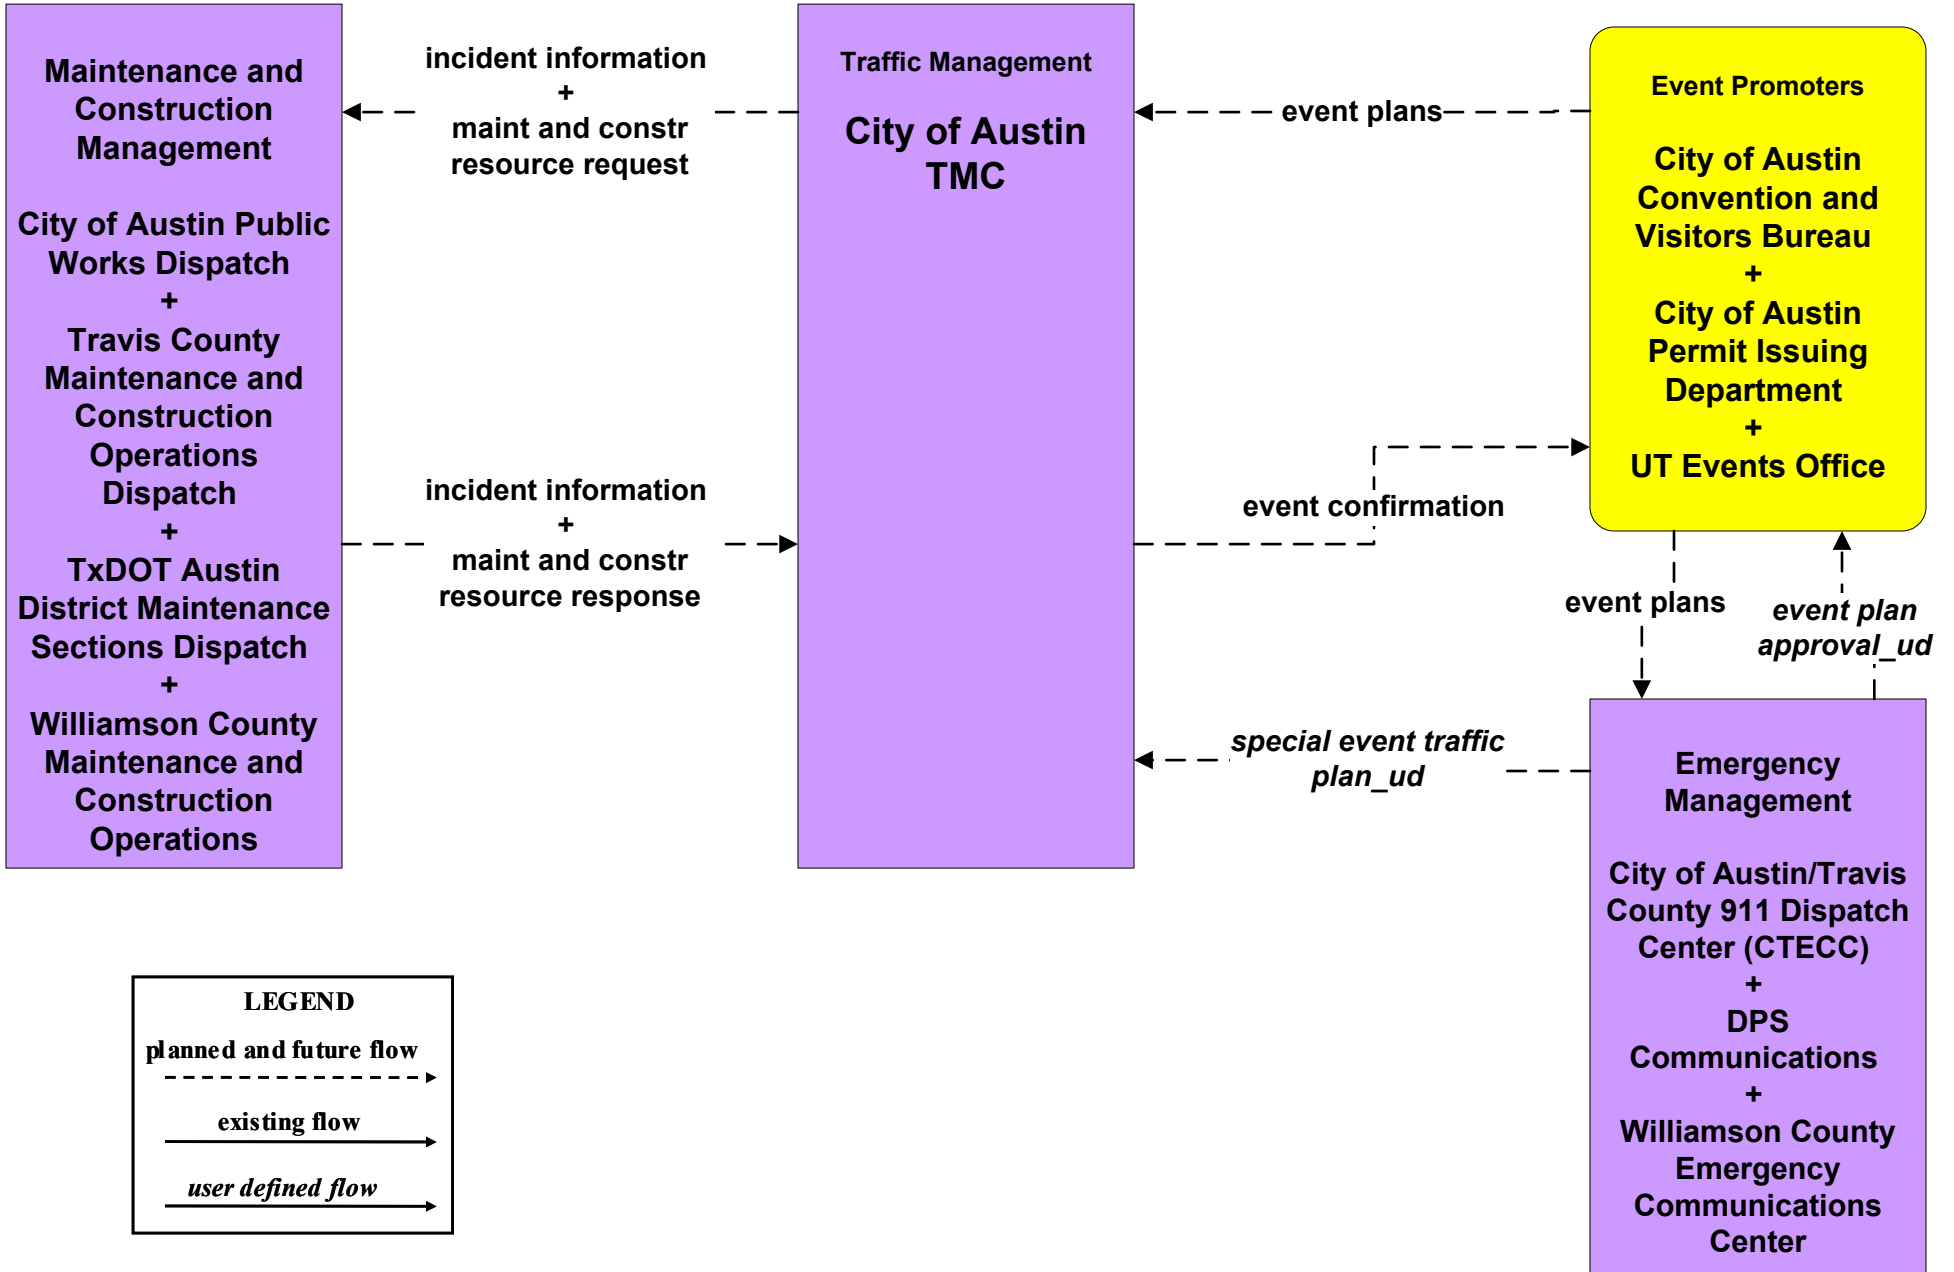 Maintenance and
Construction
Management
City of Austin Public
Works Dispatch
+
Travis County
Maintenance and
Construction
Operations
Dispatch
+
TxDOT Austin
District Maintenance
Sections Dispatch
+
Williamson County
Maintenance and
Construction
Operations
incident information
+
maint and constr
resource request
incident information
+
maint and constr
resource response
Traffic Management
City of Austin
TMC
event plans
event confirmation
special event traffic
plan_ud
Event Promoters
City of Austin
Convention and
Visitors Bureau
+
City of Austin
Permit Issuing
Department
+
UT Events Office
event plans
event plan
approval_ud
Emergency
Management
City of Austin/Travis
County 911 Dispatch
Center (CTECC)
+
DPS
Communications
+
Williamson County
Emergency
Communications
Center
LEGEND
planned and future flow
existing flow
user defined flow